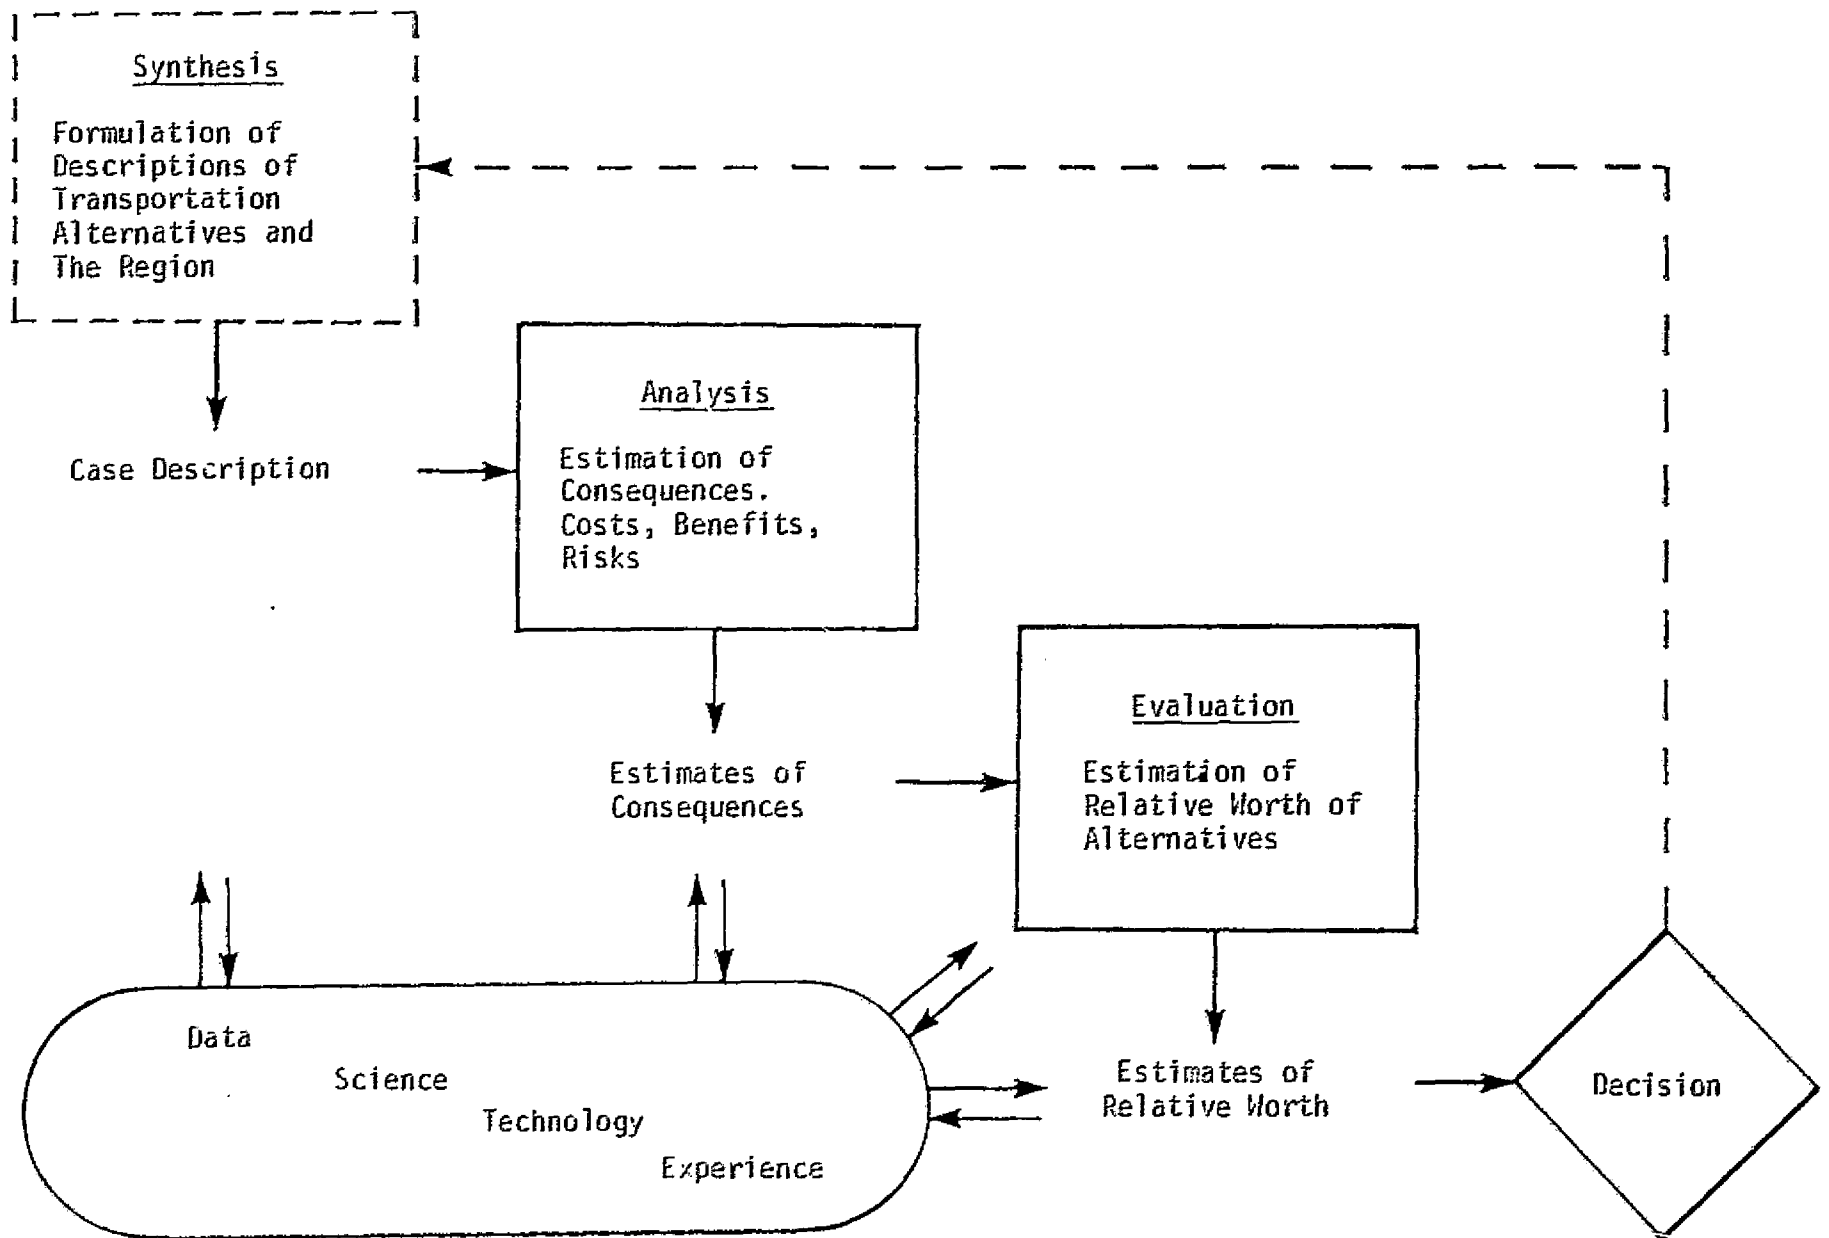 Synthesis
Formulation of
Descriptions of
Transportation
Alternatives and
The Region
Case Description
Analysis
Estimation of
Consequences.
Costs, Benefits,
Risks
Estimates of
Consequences
Evaluation
Estimation of
Relative Worth of
Alternatives
Estimates of
Relative Worth
Decision
Data
Science
Technology
Experience